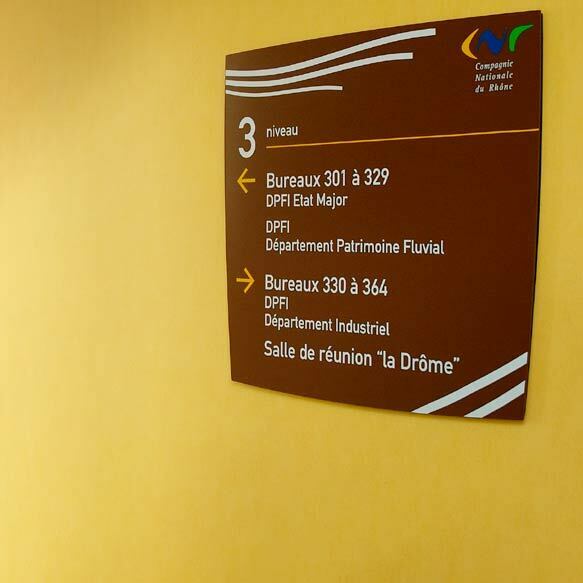 CNR
Compagnie
Nationale
du Rhône
3 niveau
Bureaux 301 à 329
DPFI Etat Major
DPFI
Département Patrimoine Fluvial
Bureaux 330 à 364
DPFI
Département Industriel
Salle de réunion "la Drôme"